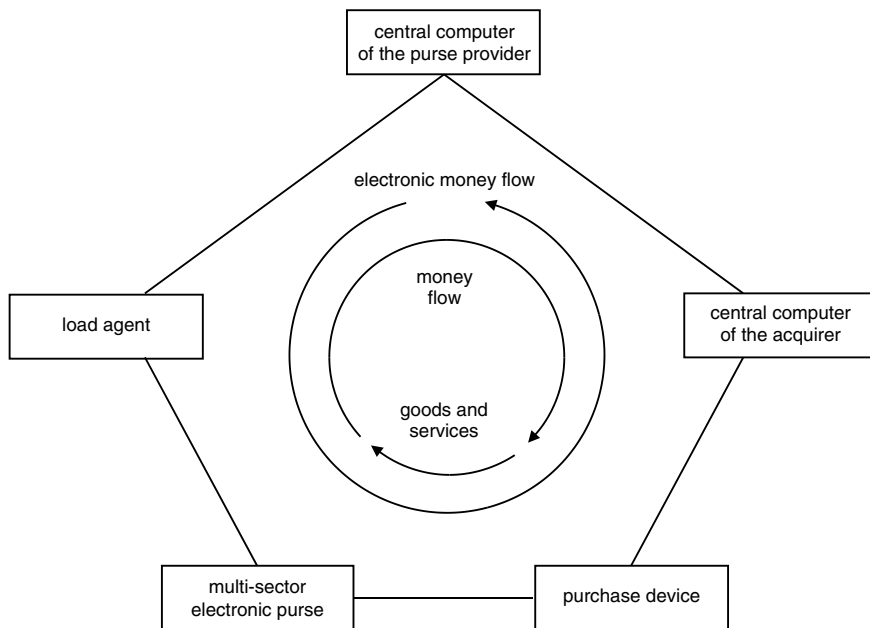 central computer
of the purse provider
electronic money flow
money
flow
load agent
central computer
of the acquirer
goods and
services
multi-sector
electronic purse
purchase device